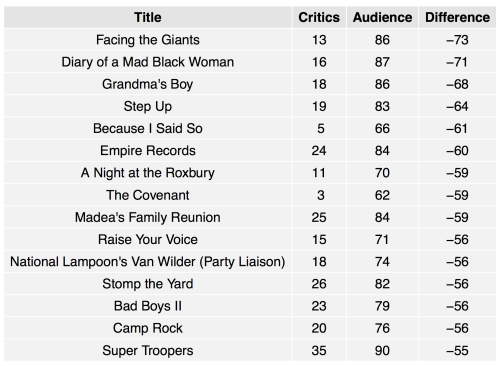 Title Critics Audience Difference
Facing the Giants 13 86 −73
Diary of a Mad Black Woman 16 87 −71
Grandma's Boy 18 86 −68
Step Up 19 83 −64
Because I Said So 5 66 −61
Empire Records 24 84 −60
A Night at the Roxbury 11 70 −59
The Covenant 3 62 −59
Madea's Family Reunion 25 84 −59
Raise Your Voice 15 71 −56
National Lampoon's Van Wilder (Party Liaison) 18 74 −56
Stomp the Yard 26 82 −56
Bad Boys II 23 79 −56
Camp Rock 20 76 −56
Super Troopers 35 90 −55